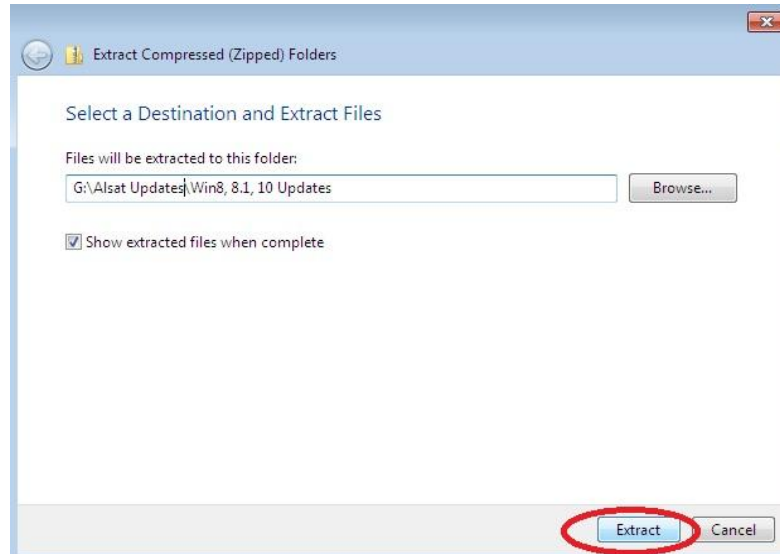 Extract Compressed (Zipped) Folders
Select a Destination and Extract Files
Files will be extracted to this folder:
G:\Alsat Updates\Win8, 8.1, 10 Updates
Browse...
Show extracted files when complete
Extract
Cancel